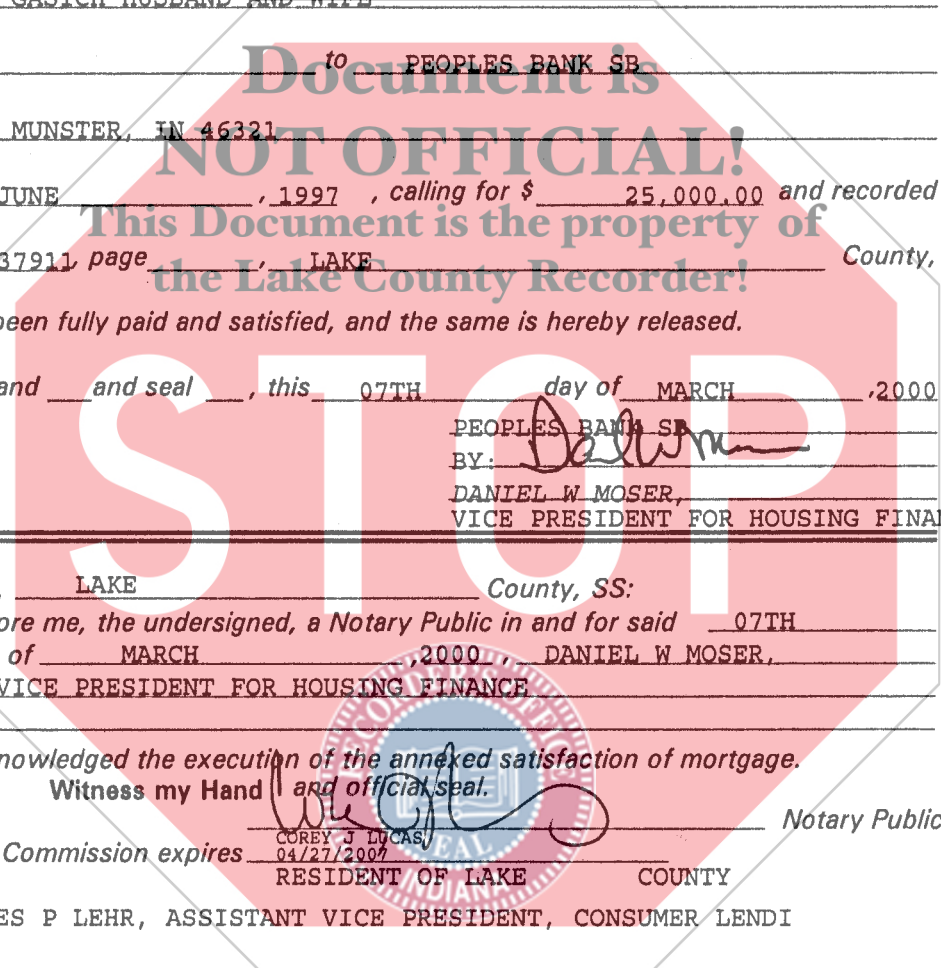 GASICH HUSBAND AND WIFE
to PEOPLES BANK SB
Document is
MUNSTER, IN 46321
NOT OFFICIAL!
JUNE , 1997 , calling for $ 25,000.00 and recorded
This Document is the property of
37911, page , LAKE County,
the Lake County Recorder!
been fully paid and satisfied, and the same is hereby released.
and and seal , this 07TH day of MARCH ,2000
STOP
PEOPLES BANK SB
BY:
DANIEL W MOSER,
VICE PRESIDENT FOR HOUSING FINA
LAKE County, SS:
ore me, the undersigned, a Notary Public in and for said 07TH
of MARCH ,2000 , DANIEL W MOSER,
VICE PRESIDENT FOR HOUSING FINANCE
nowledged the execution of the annexed satisfaction of mortgage.
Witness my Hand and official seal.
Notary Public
COREY J LUCAS
Commission expires 04/27/2007
RESIDENT OF LAKE COUNTY
ES P LEHR, ASSISTANT VICE PRESIDENT, CONSUMER LENDI
RECORDER'S OFFICE
SEAL
INDIANA